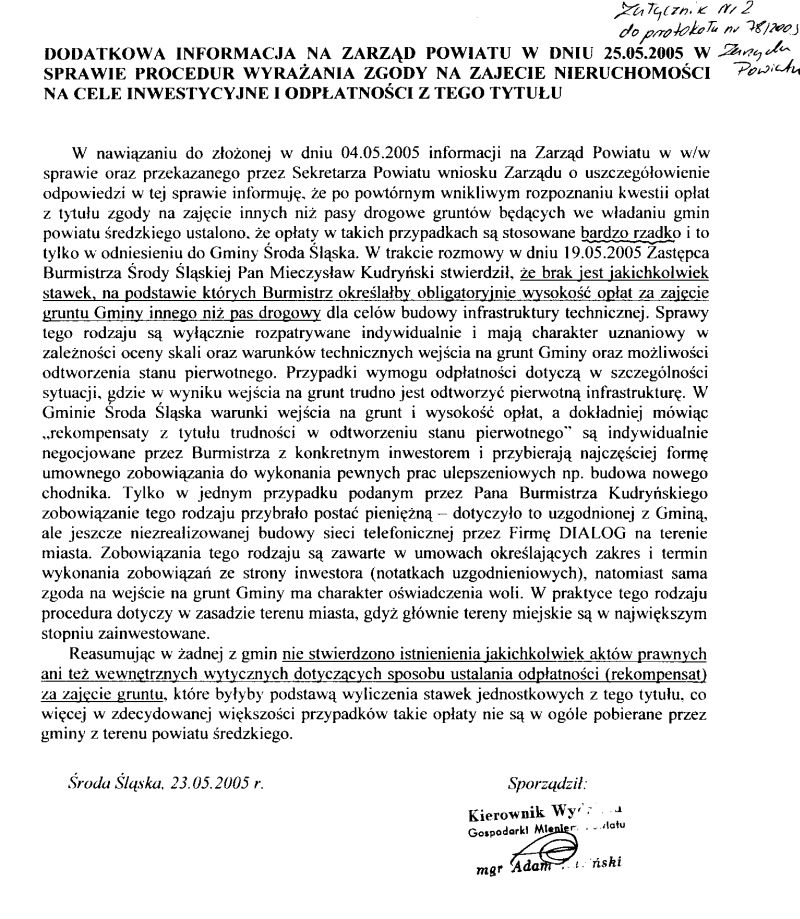 Załącznik Nr 2
do protokołu nr 78/2005
Zarządu
Powiatu
DODATKOWA INFORMACJA NA ZARZĄD POWIATU W DNIU 25.05.2005 W
SPRAWIE PROCEDUR WYRAŻANIA ZGODY NA ZAJECIE NIERUCHOMOŚCI
NA CELE INWESTYCYJNE I ODPŁATNOŚCI Z TEGO TYTUŁU
W nawiązaniu do złożonej w dniu 04.05.2005 informacji na Zarząd Powiatu w w/w
sprawie oraz przekazanego przez Sekretarza Powiatu wniosku Zarządu o uszczegółowienie
odpowiedzi w tej sprawie informuję, że po powtórnym wnikliwym rozpoznaniu kwestii opłat
z tytułu zgody na zajęcie innych niż pasy drogowe gruntów będących we władaniu gmin
powiatu średzkiego ustalono, że opłaty w takich przypadkach są stosowane bardzo rzadko i to
tylko w odniesieniu do Gminy Środa Śląska. W trakcie rozmowy w dniu 19.05.2005 Zastępca
Burmistrza Środy Śląskiej Pan Mieczysław Kudryński stwierdził, że brak jest jakichkolwiek
stawek, na podstawie których Burmistrz określałby obligatoryjnie wysokość opłat za zajęcie
gruntu Gminy innego niż pas drogowy dla celów budowy infrastruktury technicznej. Sprawy
tego rodzaju są wyłącznie rozpatrywane indywidualnie i mają charakter uznaniowy w
zależności oceny skali oraz warunków technicznych wejścia na grunt Gminy oraz możliwości
odtworzenia stanu pierwotnego. Przypadki wymogu odpłatności dotyczą w szczególności
sytuacji, gdzie w wyniku wejścia na grunt trudno jest odtworzyć pierwotną infrastrukturę. W
Gminie Środa Śląska warunki wejścia na grunt i wysokość opłat, a dokładniej mówiąc
„rekompensaty z tytułu trudności w odtworzeniu stanu pierwotnego” są indywidualnie
negocjowane przez Burmistrza z konkretnym inwestorem i przybierają najczęściej formę
umownego zobowiązania do wykonania pewnych prac ulepszeniowych np. budowa nowego
chodnika. Tylko w jednym przypadku podanym przez Pana Burmistrza Kudryńskiego
zobowiązanie tego rodzaju przybrało postać pieniężną – dotyczyło to uzgodnionej z Gminą,
ale jeszcze niezrealizowanej budowy sieci telefonicznej przez Firmę DIALOG na terenie
miasta. Zobowiązania tego rodzaju są zawarte w umowach określających zakres i termin
wykonania zobowiązań ze strony inwestora (notatkach uzgodnieniowych), natomiast sama
zgoda na wejście na grunt Gminy ma charakter oświadczenia woli. W praktyce tego rodzaju
procedura dotyczy w zasadzie terenu miasta, gdyż głównie tereny miejskie są w największym
stopniu zainwestowane.
Reasumując w żadnej z gmin nie stwierdzono istnienienia jakichkolwiek aktów prawnych
ani też wewnętrznych wytycznych dotyczących sposobu ustalania odpłatności (rekompensat)
za zajęcie gruntu, które byłyby podstawą wyliczenia stawek jednostkowych z tego tytułu, co
więcej w zdecydowanej większości przypadków takie opłaty nie są w ogóle pobierane przez
gminy z terenu powiatu średzkiego.
Środa Śląska, 23.05.2005 r.
Sporządził:
Kierownik
Gospodarki
mgr Adam